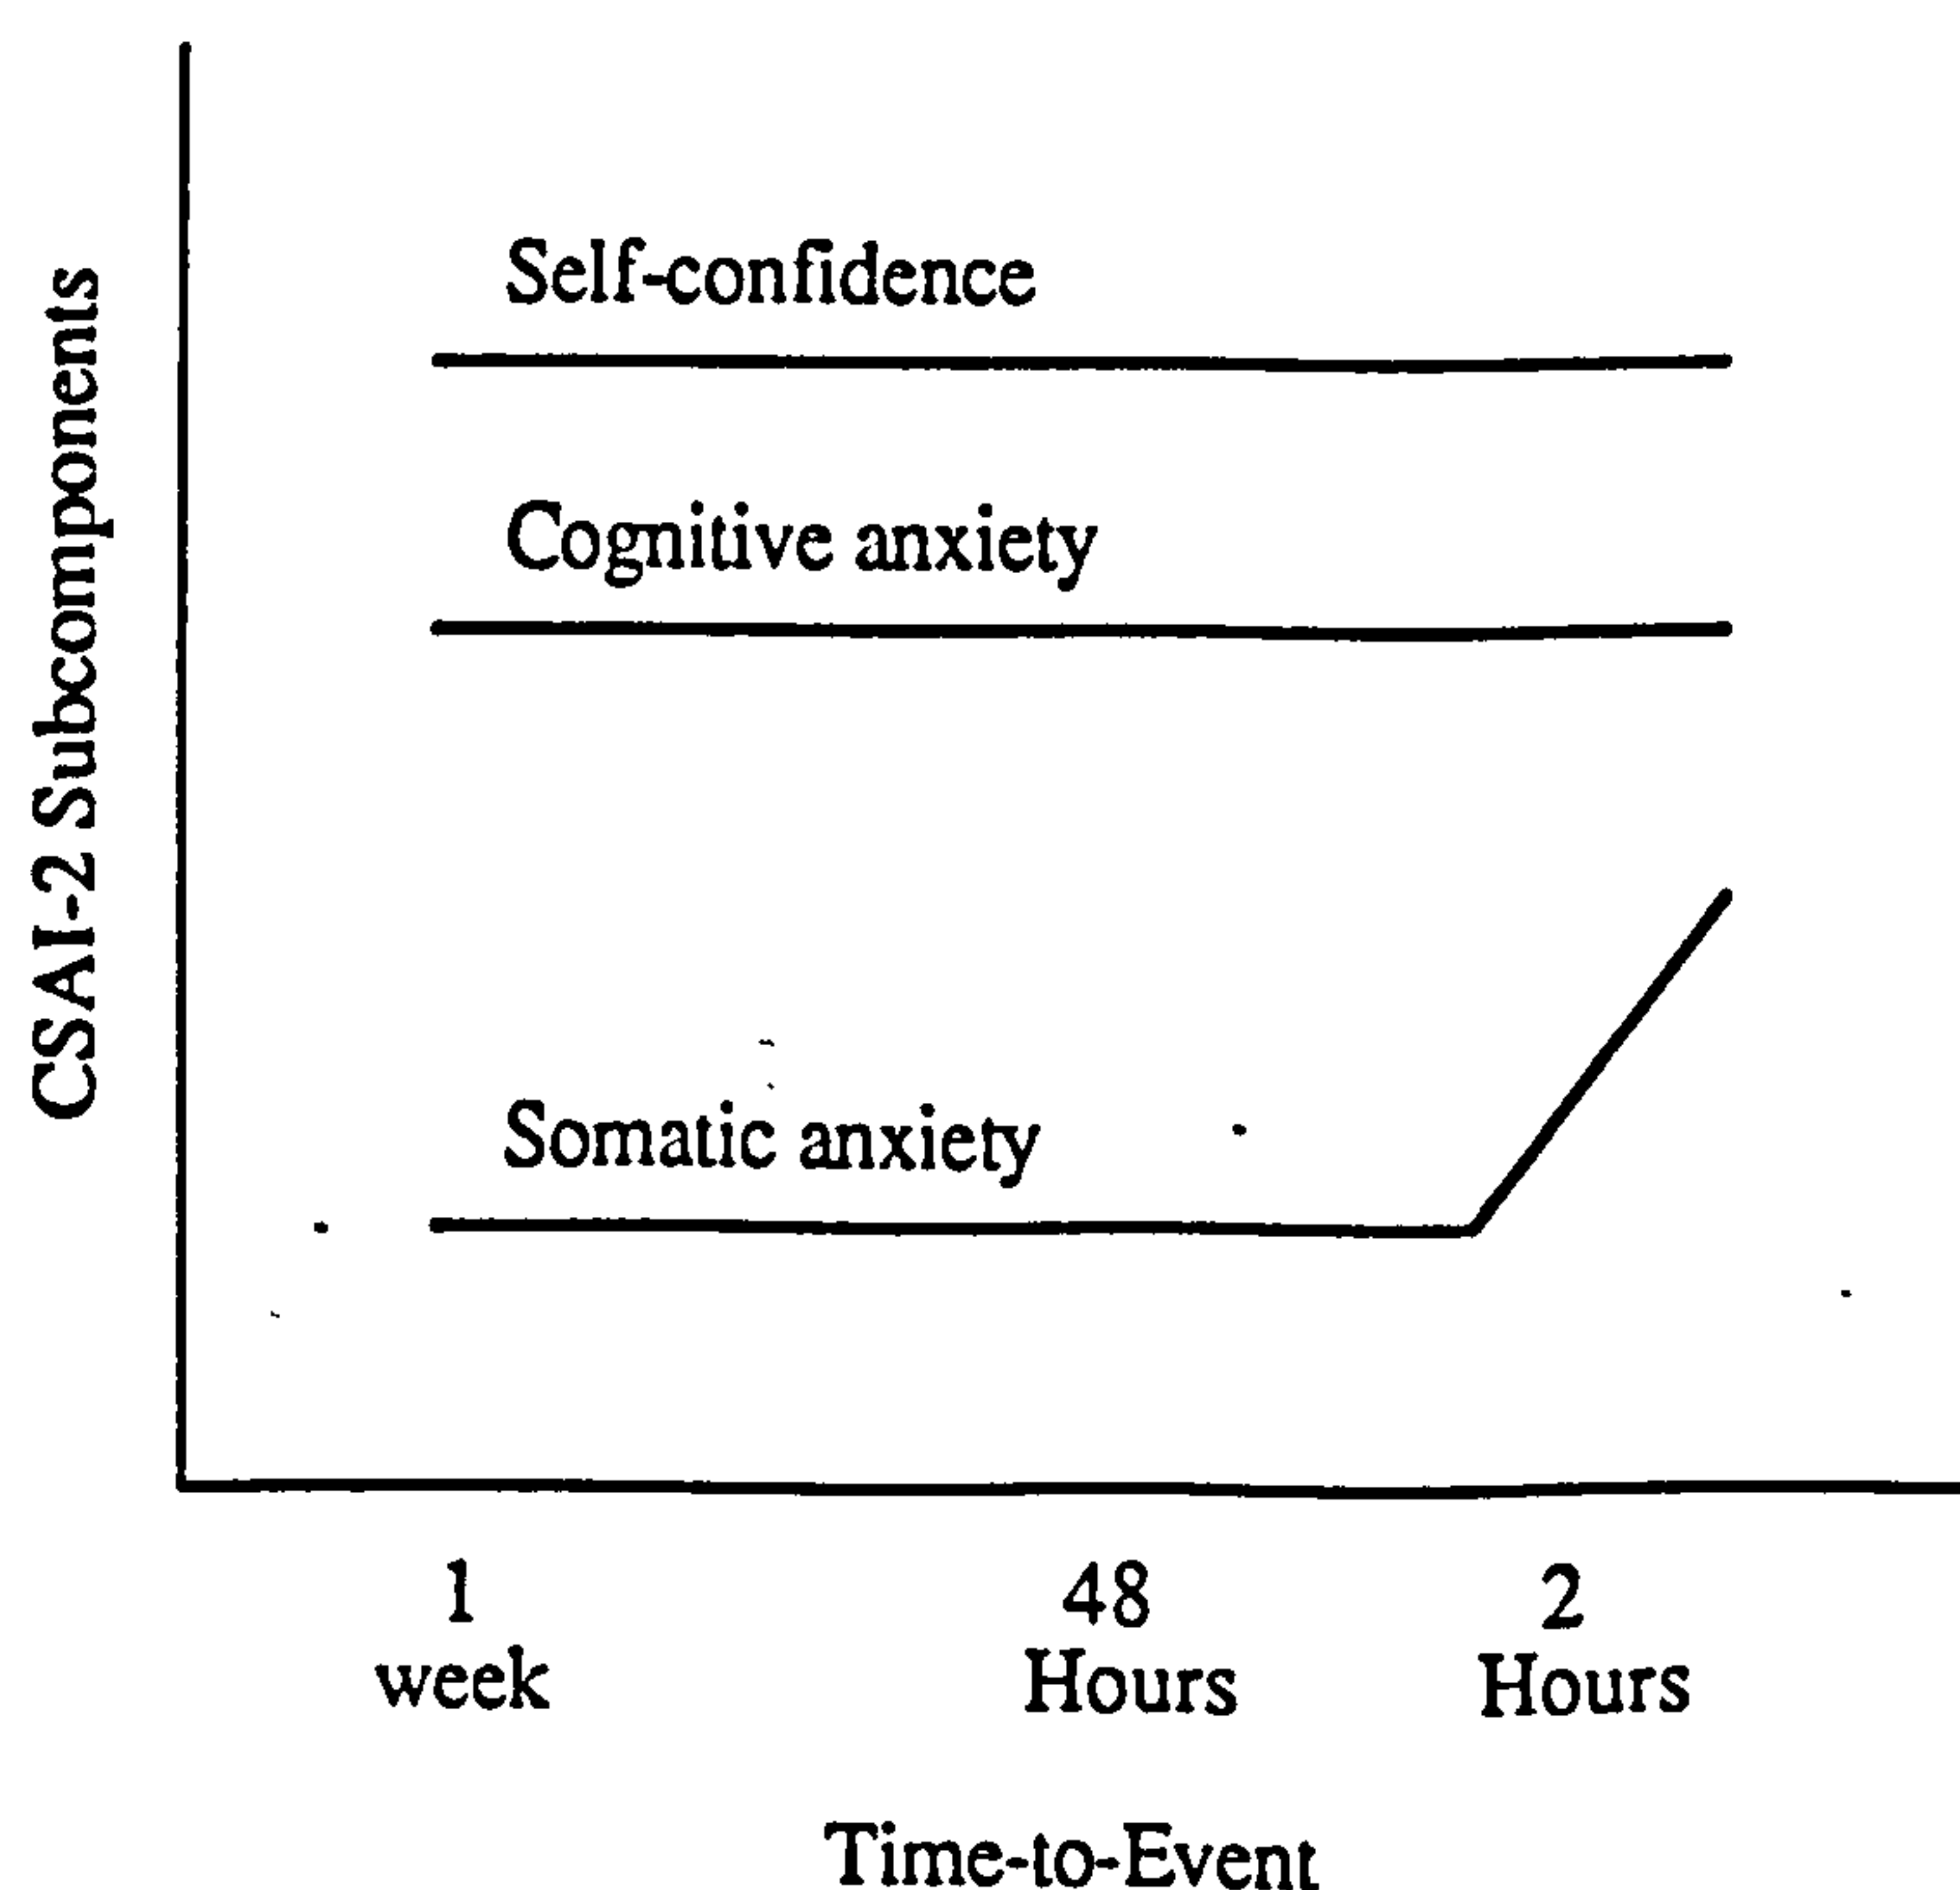 CSAI-2 Subcomponents
Self-confidence
Cognitive anxiety
Somatic anxiety
1 48 2
week Hours Hours
Time-to-Event